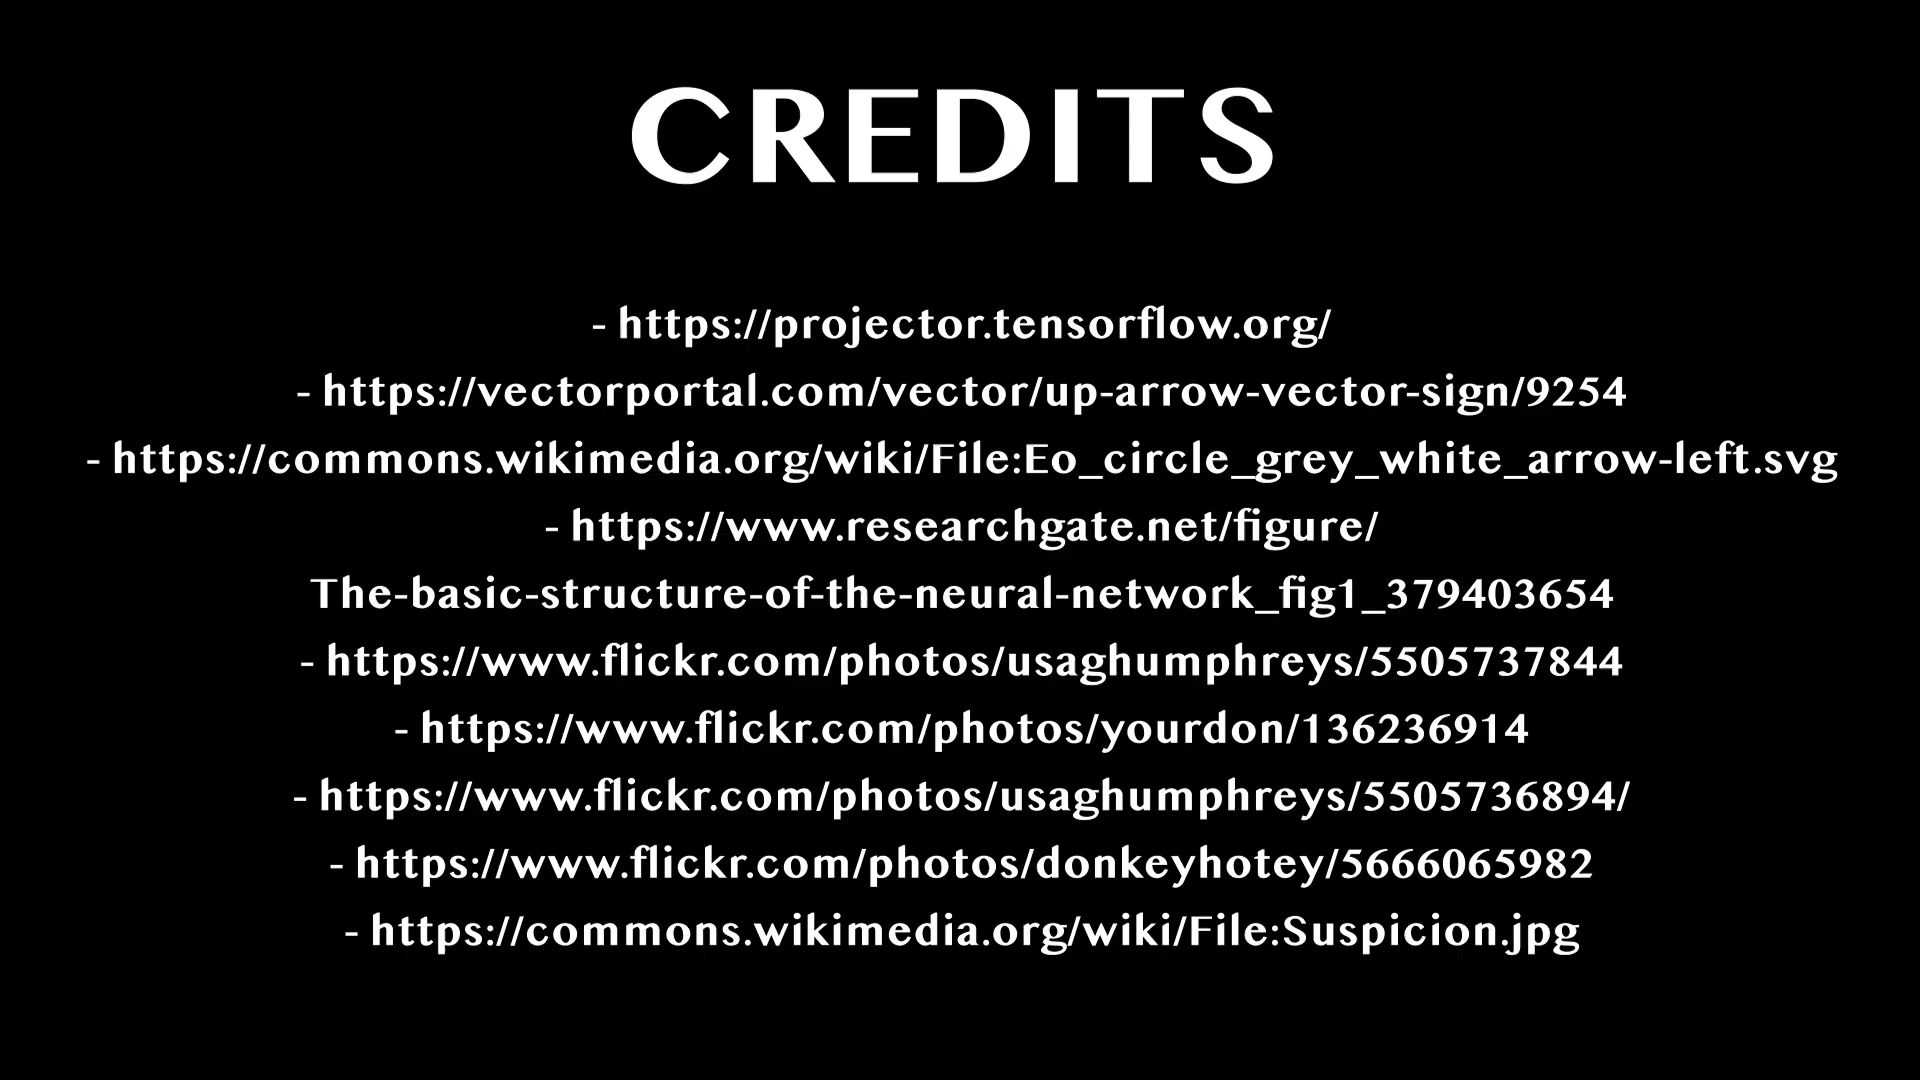 CREDITS
- https://projector.tensorflow.org/
- https://vectorportal.com/vector/up-arrow-vector-sign/9254
- https://commons.wikimedia.org/wiki/File:Eo_circle_grey_white_arrow-left.svg
- https://www.researchgate.net/figure/
The-basic-structure-of-the-neural-network_fig1_379403654
- https://www.flickr.com/photos/usaghumphreys/5505737844
- https://www.flickr.com/photos/yourdon/136236914
- https://www.flickr.com/photos/usaghumphreys/5505736894/
- https://www.flickr.com/photos/donkeyhotey/5666065982
- https://commons.wikimedia.org/wiki/File:Suspicion.jpg